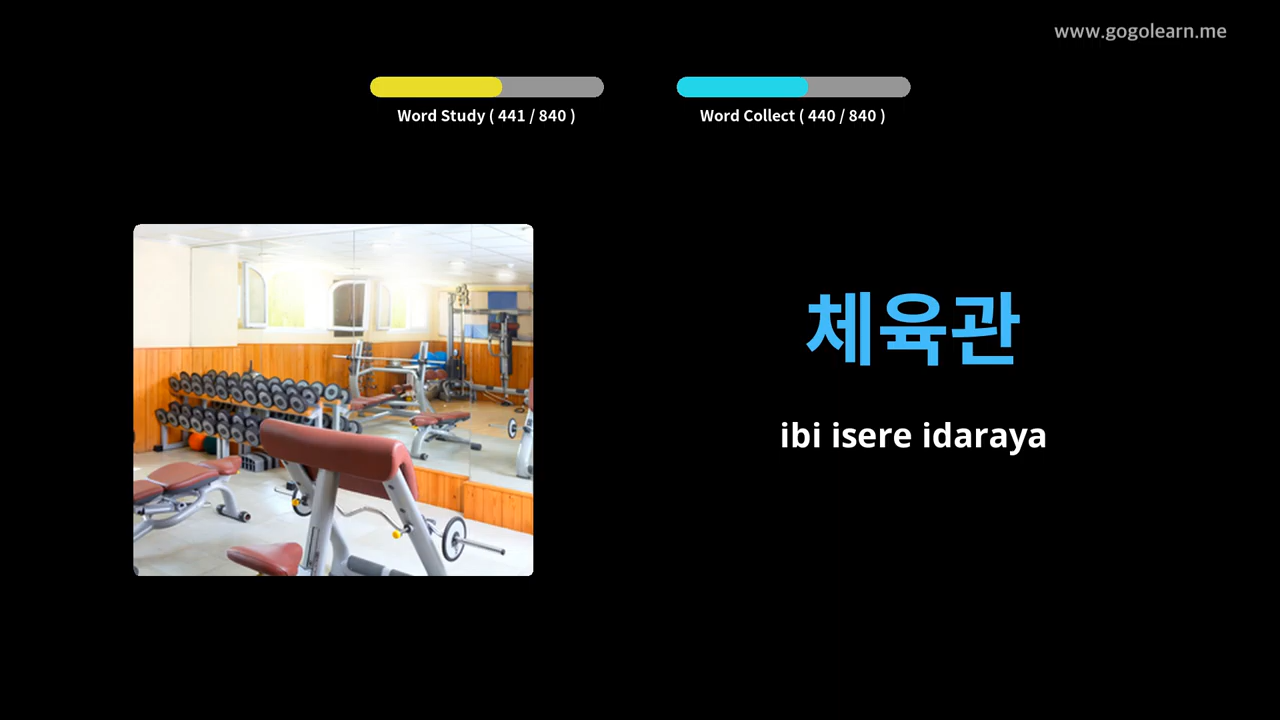 www.gogolearn.me
Word Study ( 441 / 840 )
Word Collect ( 440 / 840 )
체육관
ibi isere idaraya